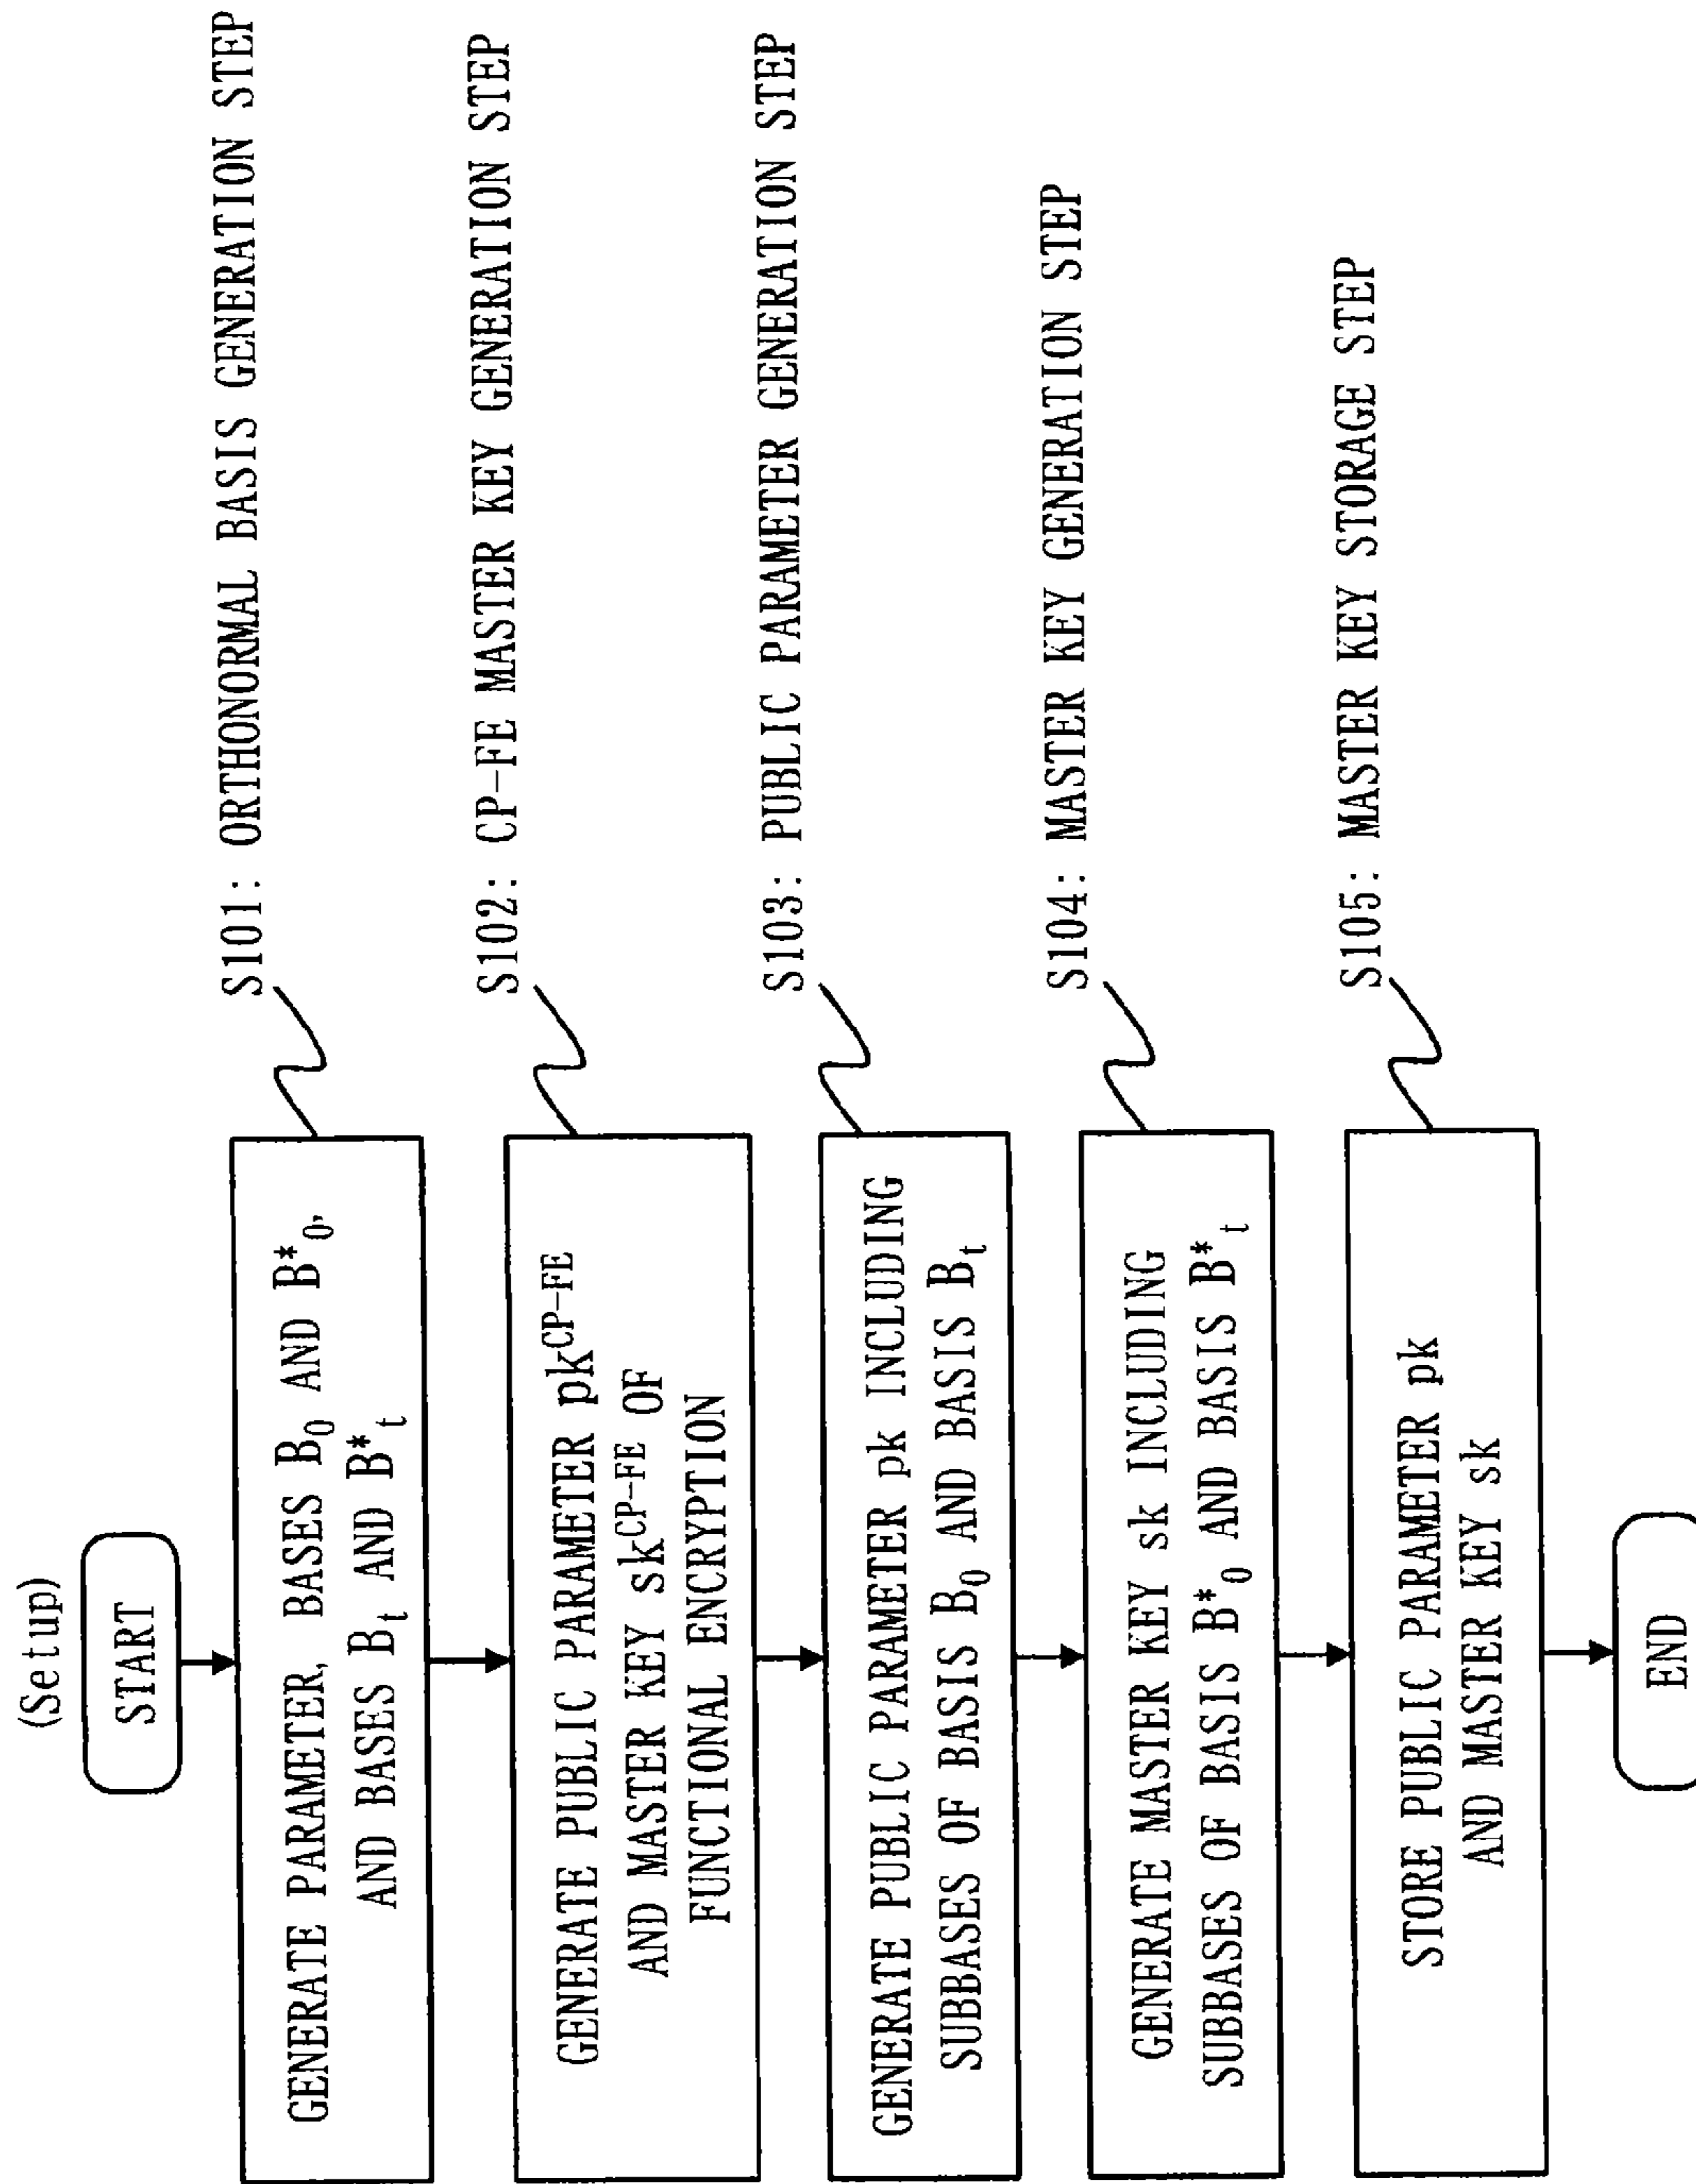 (Setup)
START
GENERATE PARAMETER, BASES B₀ AND B*₀,
AND BASES Bₜ AND B*ₜ
S101: ORTHONORMAL BASIS GENERATION STEP
GENERATE PUBLIC PARAMETER pk^CP-FE
AND MASTER KEY sk^CP-FE OF
FUNCTIONAL ENCRYPTION
S102: CP-FE MASTER KEY GENERATION STEP
GENERATE PUBLIC PARAMETER pk INCLUDING
SUBBASES OF BASIS B₀ AND BASIS Bₜ
S103: PUBLIC PARAMETER GENERATION STEP
GENERATE MASTER KEY sk INCLUDING
SUBBASES OF BASIS B*₀ AND BASIS B*ₜ
S104: MASTER KEY GENERATION STEP
STORE PUBLIC PARAMETER pk
AND MASTER KEY sk
S105: MASTER KEY STORAGE STEP
END